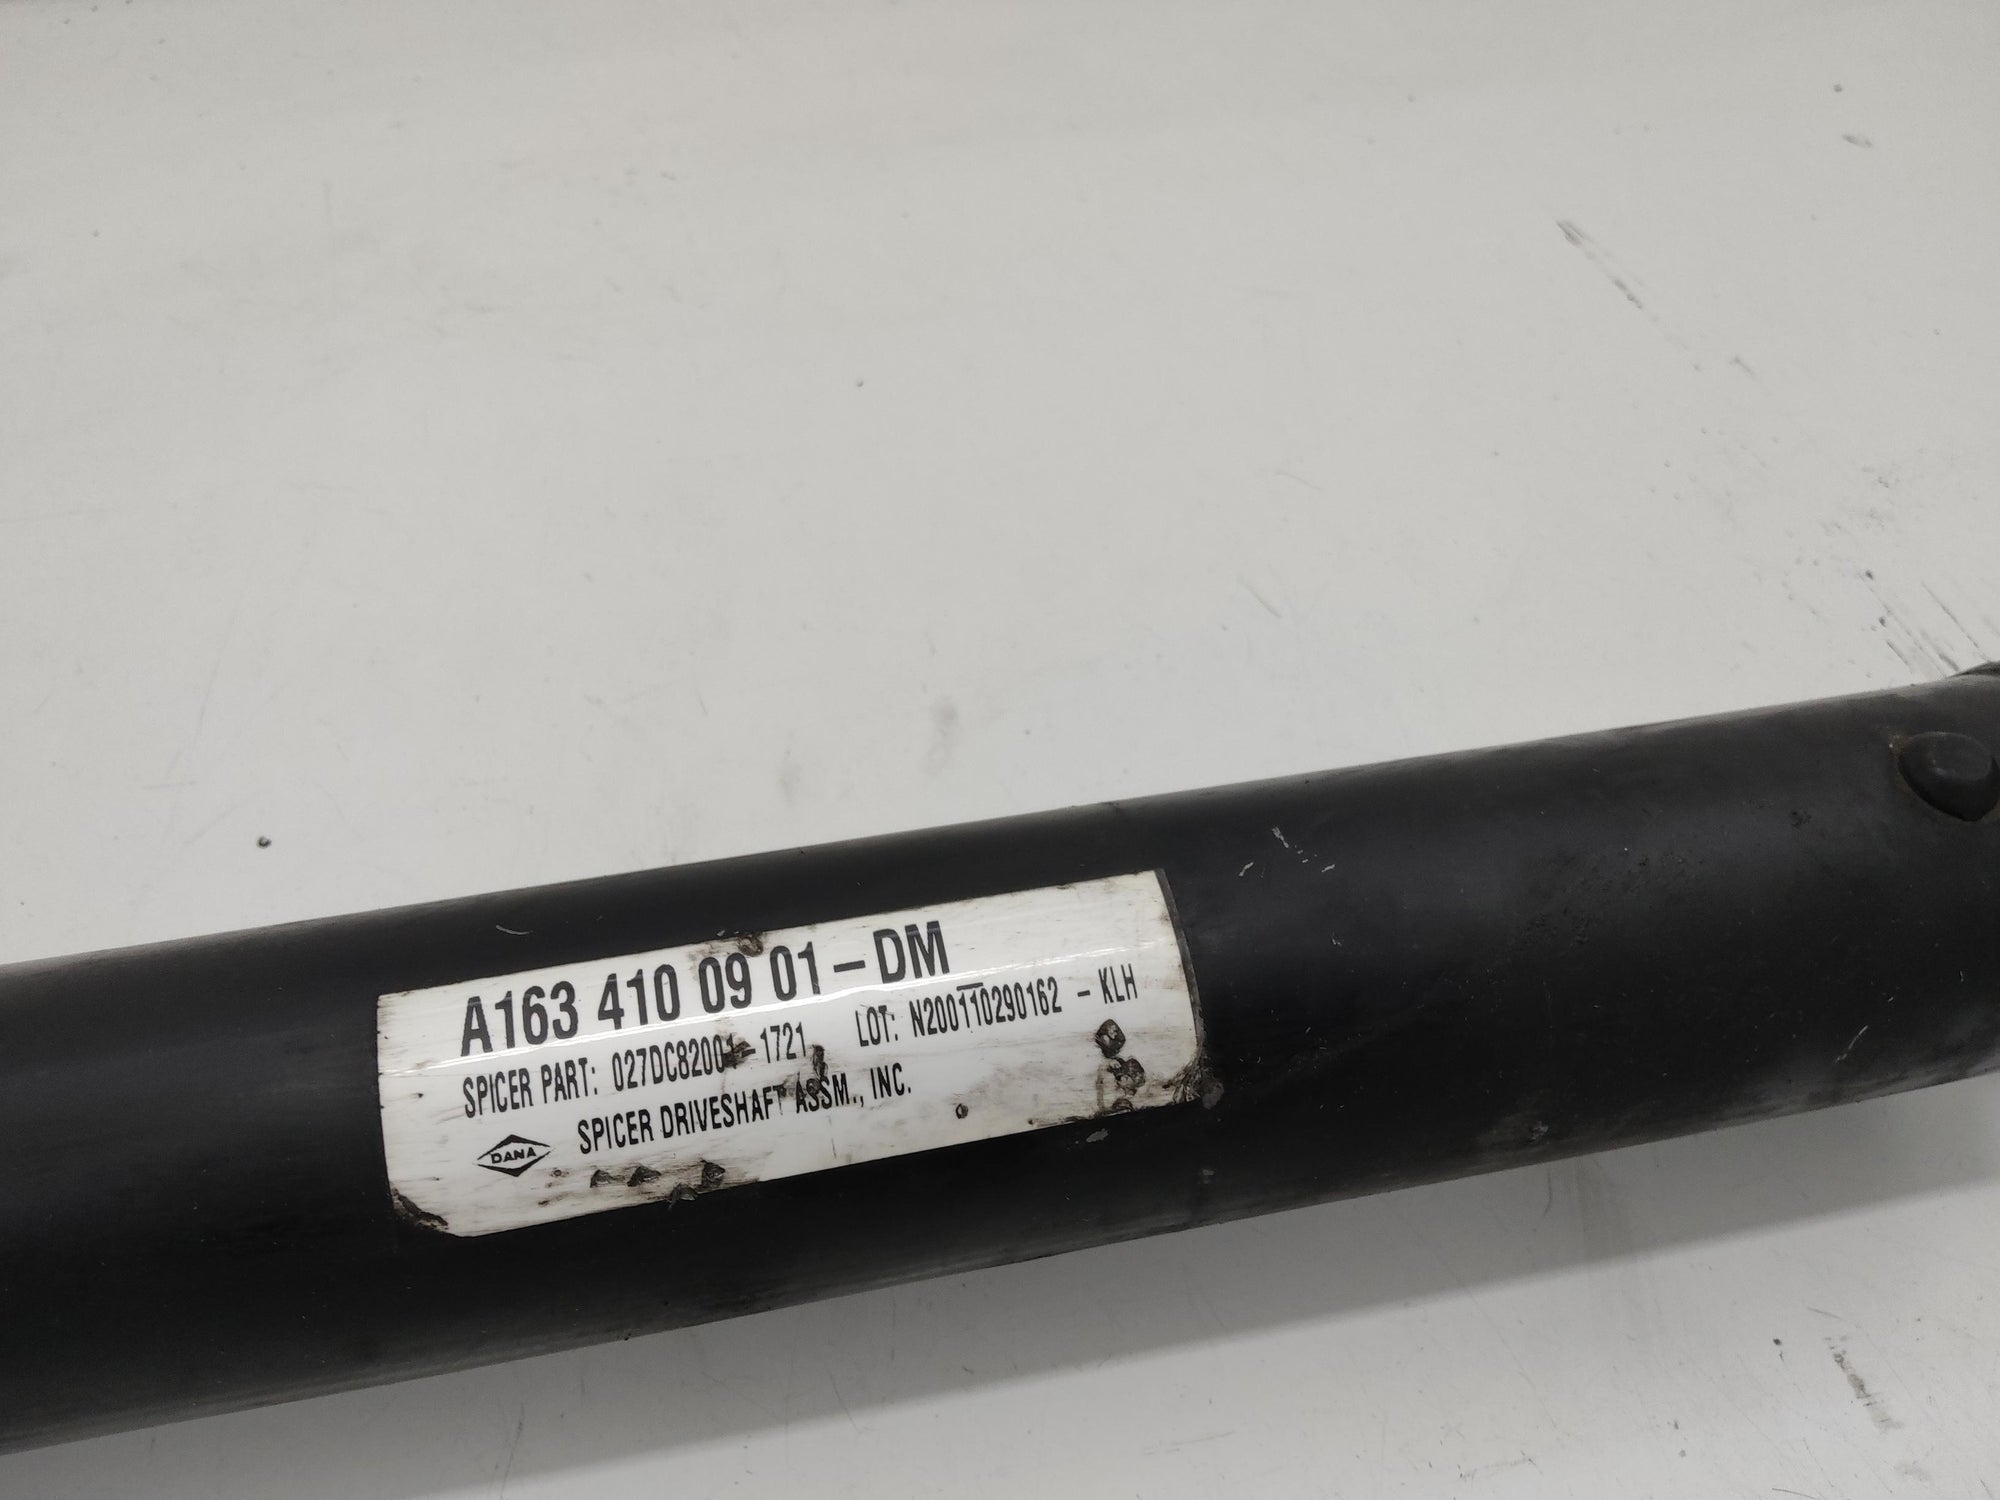 A163 410 09 01-DM
SPICER PART: 027DC82001-1721 LOT: N200110290162 - KLH
SPICER DRIVESHAFT ASSM., INC.
DANA